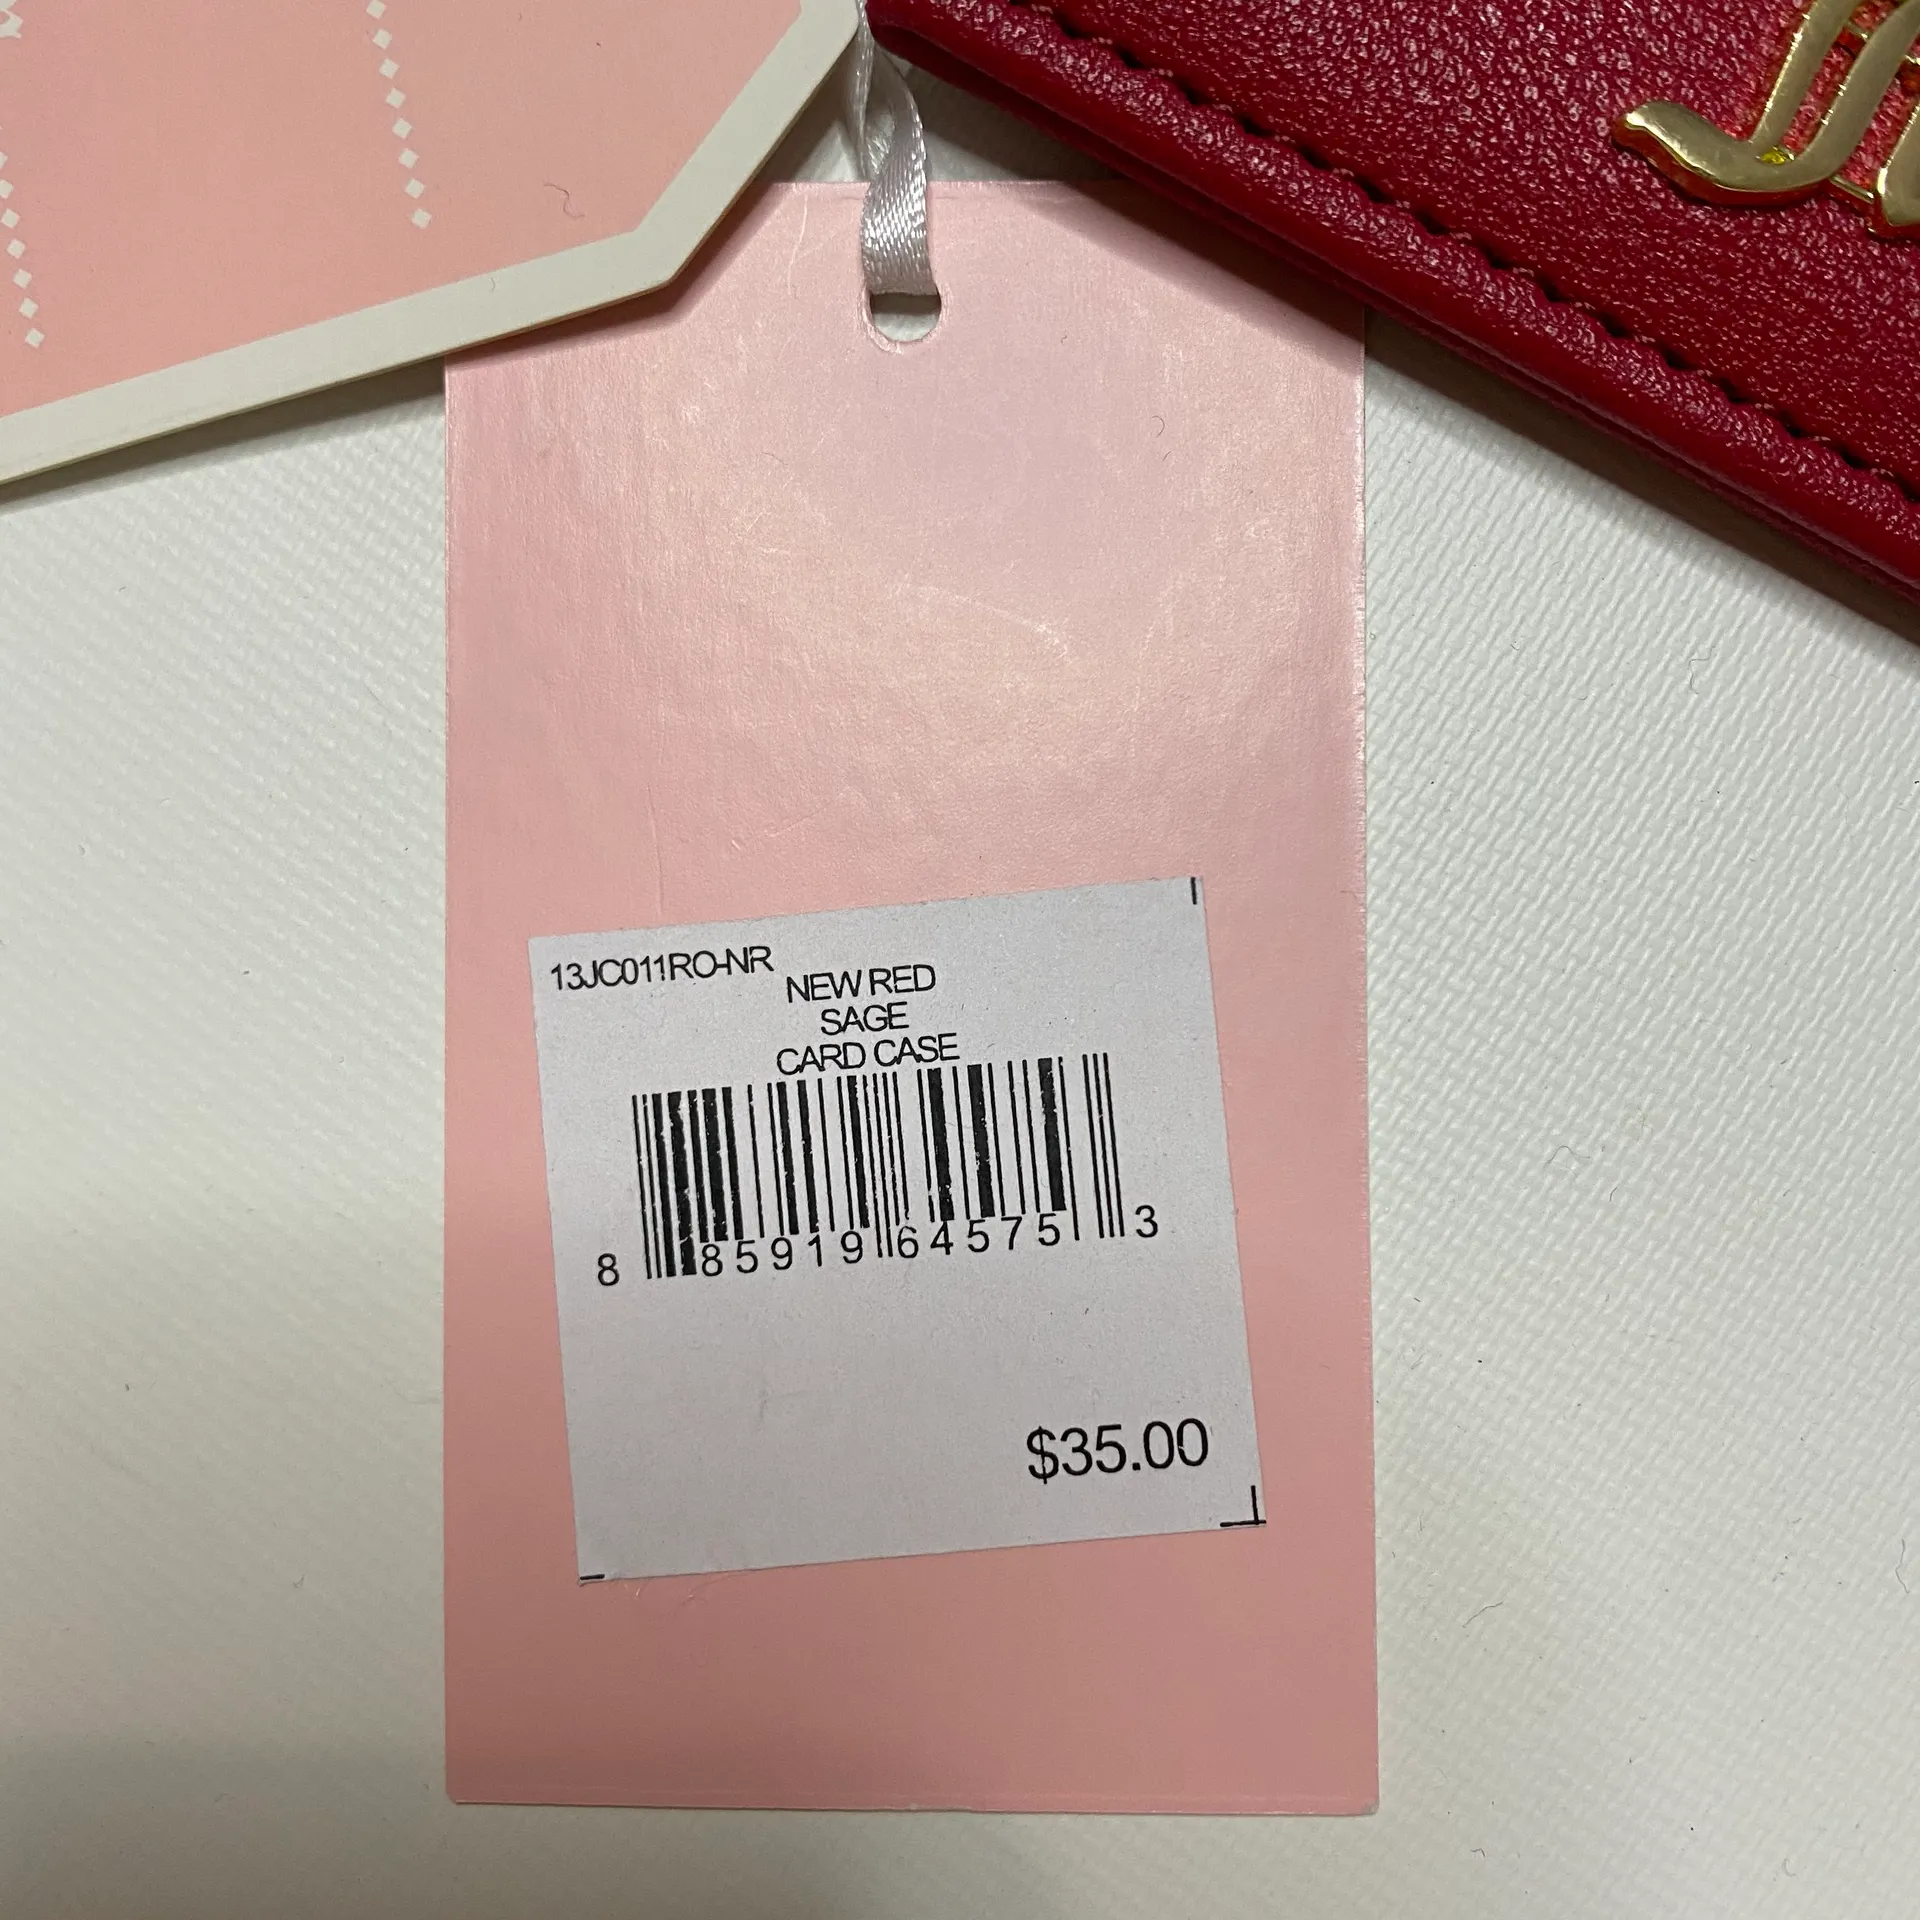 13JC011RO-NR
NEW RED
SAGE
CARD CASE
8 85919 64575 3
$35.00